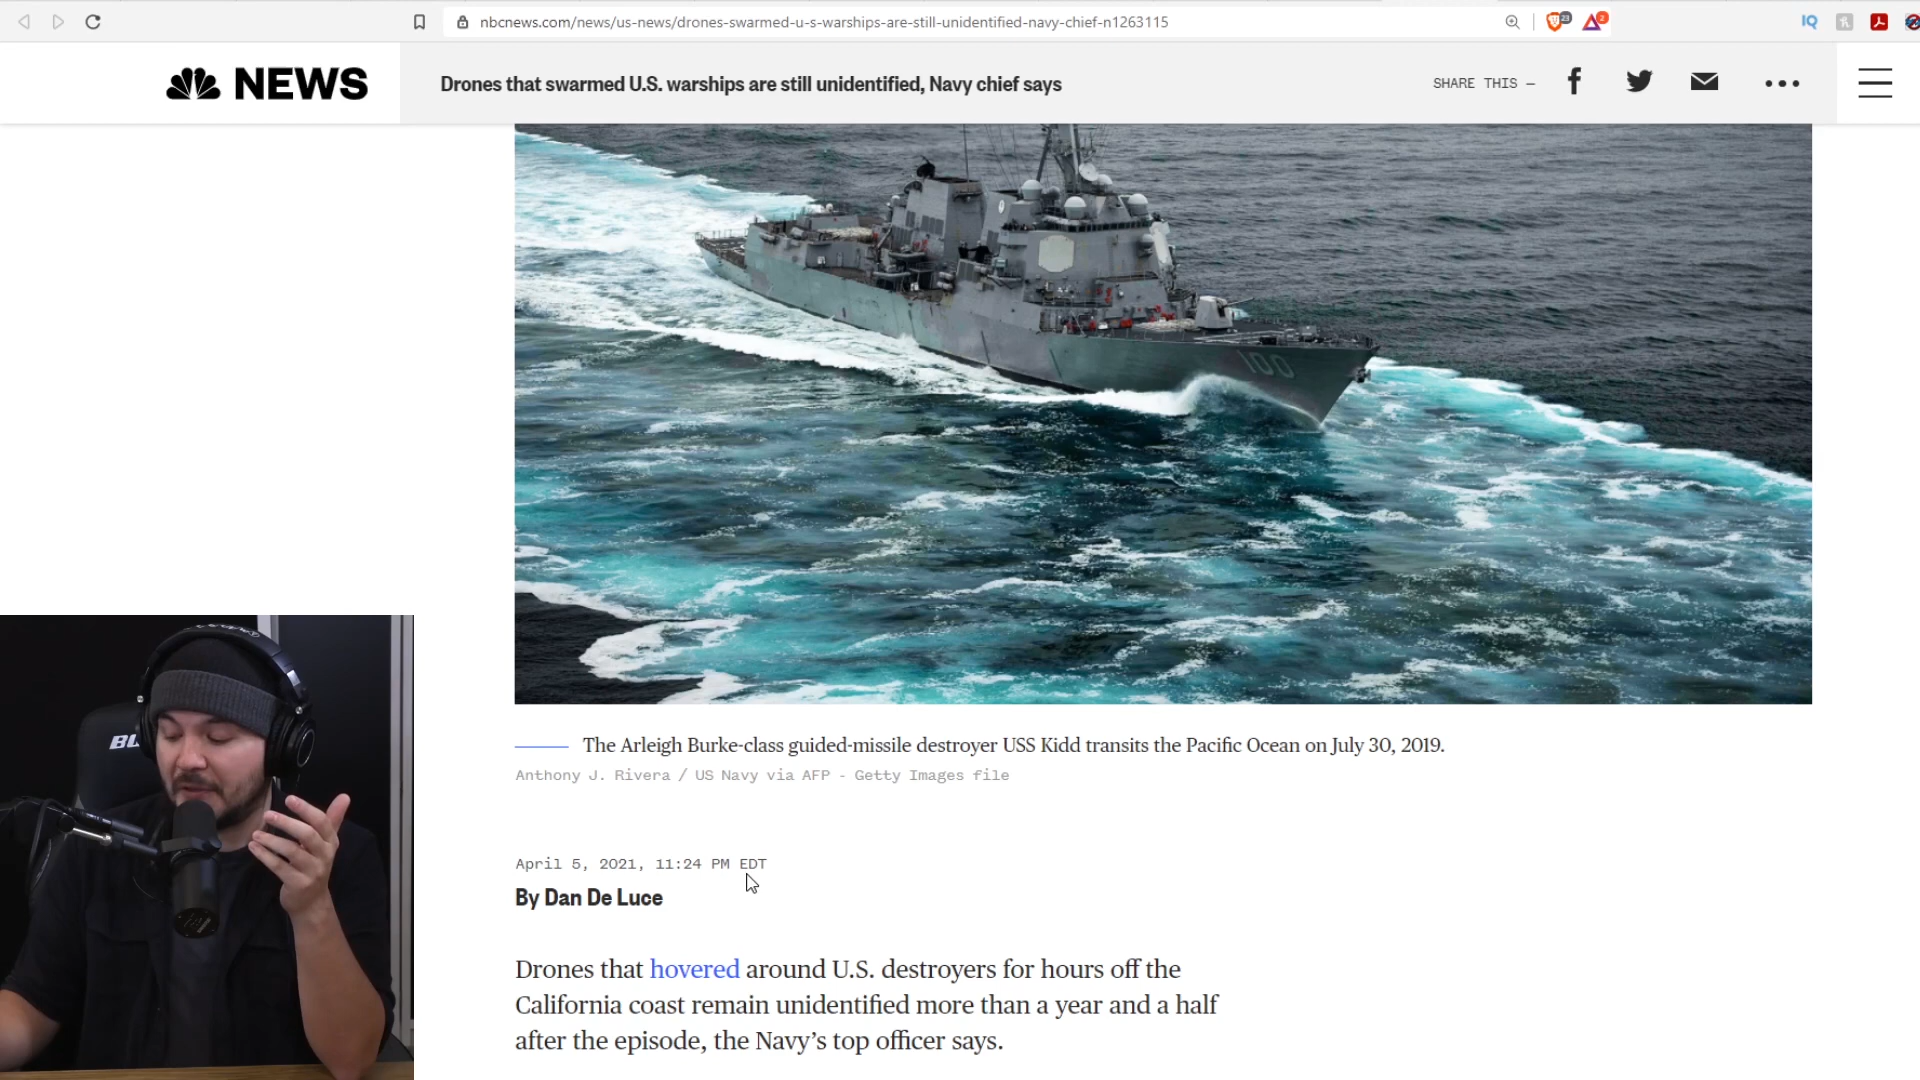 nbcnews.com/news/us-news/drones-swarmed-u-s-warships-are-still-unidentified-navy-chief-n1263115
23
2
IQ
NEWS
Drones that swarmed U.S. warships are still unidentified, Navy chief says
SHARE THIS —
100
The Arleigh Burke-class guided-missile destroyer USS Kidd transits the Pacific Ocean on July 30, 2019.
Anthony J. Rivera / US Navy via AFP - Getty Images file
April 5, 2021, 11:24 PM EDT
By Dan De Luce
Drones that hovered around U.S. destroyers for hours off the
California coast remain unidentified more than a year and a half
after the episode, the Navy's top officer says.